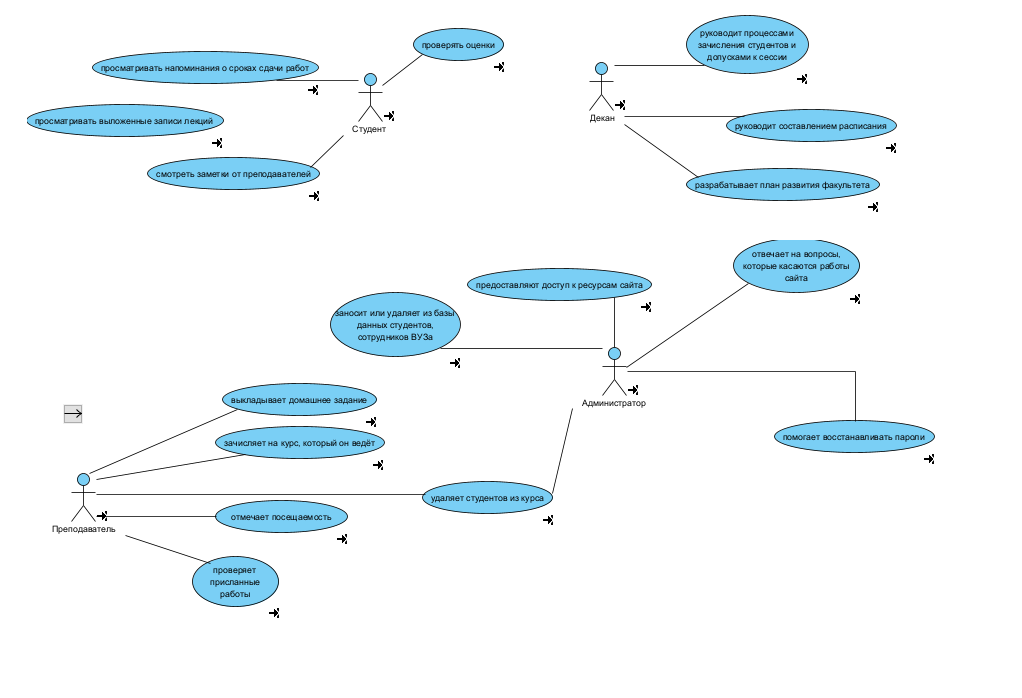 проверять оценки
просматривать напоминания о сроках сдачи работ
просматривать выложенные записи лекций
Студент
смотреть заметки от преподавателей
руководит процессами
зачисления студентов и
допусками к сессии
Декан
руководит составлением расписания
разрабатывает план развития факультета
отвечает на вопросы,
которые касаются работы
сайта
предоставляют доступ к ресурсам сайта
заносит или удаляет из базы
данных студентов,
сотрудников ВУЗа
Администратор
помогает восстанавливать пароли
выкладывает домашнее задание
зачисляет на курс, который он ведёт
удаляет студентов из курса
отмечает посещаемость
Преподаватель
проверяет
присланные
работы